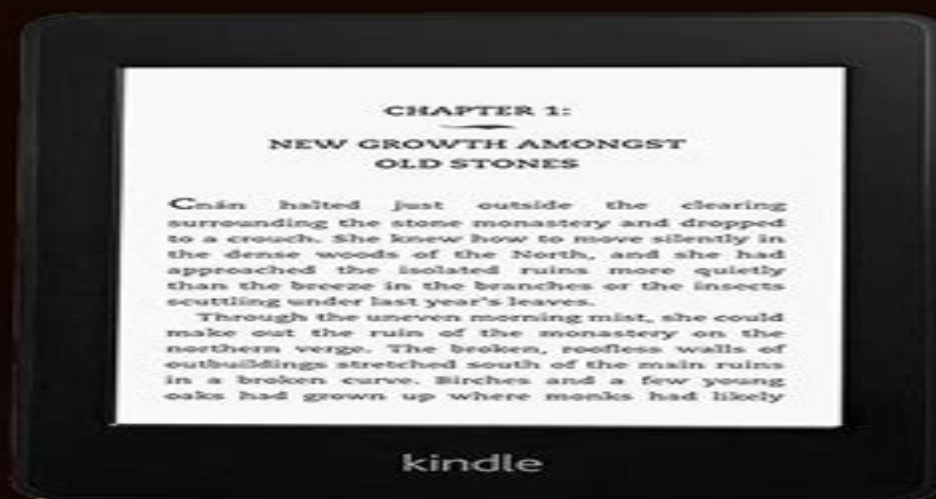 CHAPTER 1:
NEW GROWTH AMONGST
OLD STONES
Cnán halted just outside the clearing
surrounding the stone monastery and dropped
to a crouch. She knew how to move silently in
the dense woods of the North, and she had
approached the isolated ruins more quietly
than the breeze in the branches or the insects
scuttling under last year's leaves.
Through the uneven morning mist, she could
make out the ruin of the monastery on the
northern verge. The broken, roofless walls of
outbuildings stretched south of the main ruins
in a broken curve. Birches and a few young
oaks had grown up where monks had likely
kindle